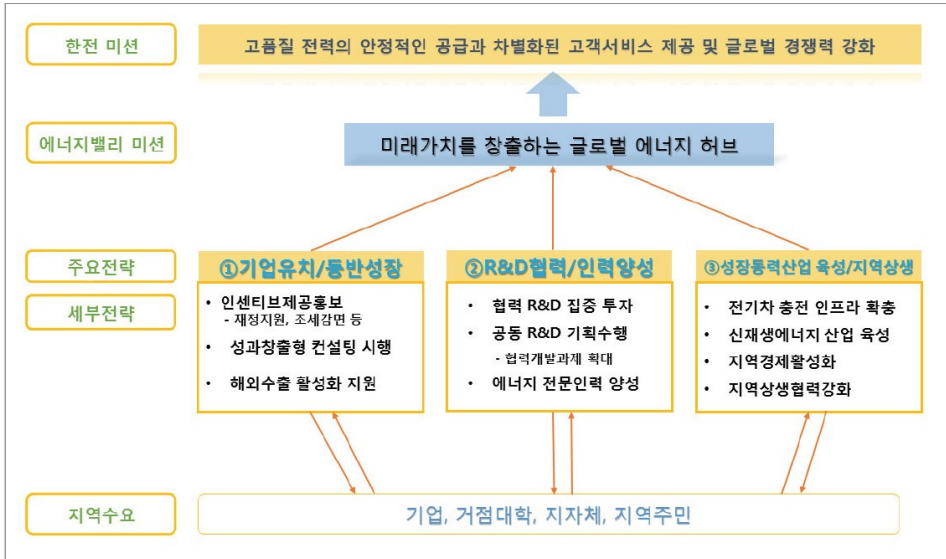 한전 미션
고품질 전력의 안정적인 공급과 차별화된 고객서비스 제공 및 글로벌 경쟁력 강화
에너지밸리 미션
미래가치를 창출하는 글로벌 에너지 허브
주요전략
①기업유치/동반성장
②R&D협력/인력양성
③성장동력산업 육성/지역상생
세부전략
• 인센티브제공홍보
- 재정지원, 조세감면 등
• 성과창출형 컨설팅 시행
• 해외수출 활성화 지원
• 협력 R&D 집중 투자
• 공동 R&D 기획수행
- 협력개발과제 확대
• 에너지 전문인력 양성
• 전기차 충전 인프라 확충
• 신재생에너지 산업 육성
• 지역경제활성화
• 지역상생협력강화
지역수요
기업, 거점대학, 지자체, 지역주민